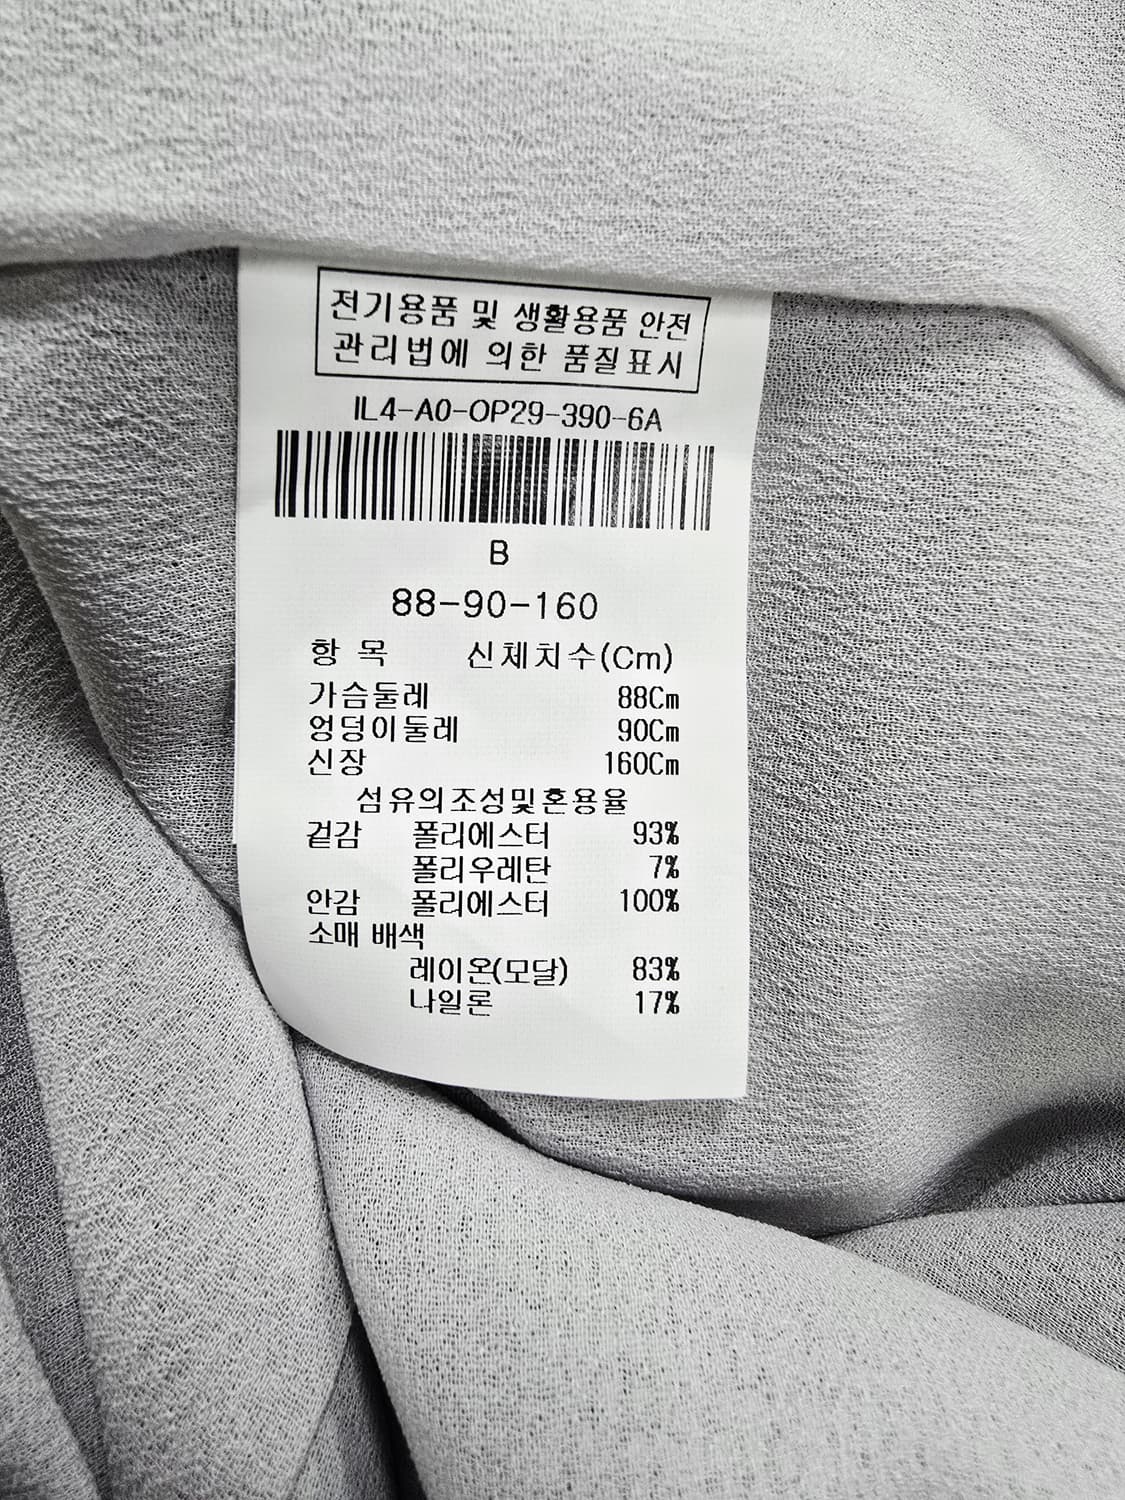 전기용품 및 생활용품 안전
관리법에 의한 품질표시
IL4-A0-OP29-390-6A
B
88-90-160
항 목 신체치수(Cm)
가슴둘레 88Cm
엉덩이둘레 90Cm
신장 160Cm
섬유의조성및혼용율
겉감 폴리에스터 93%
폴리우레탄 7%
안감 폴리에스터 100%
소매 배색
레이온(모달) 83%
나일론 17%